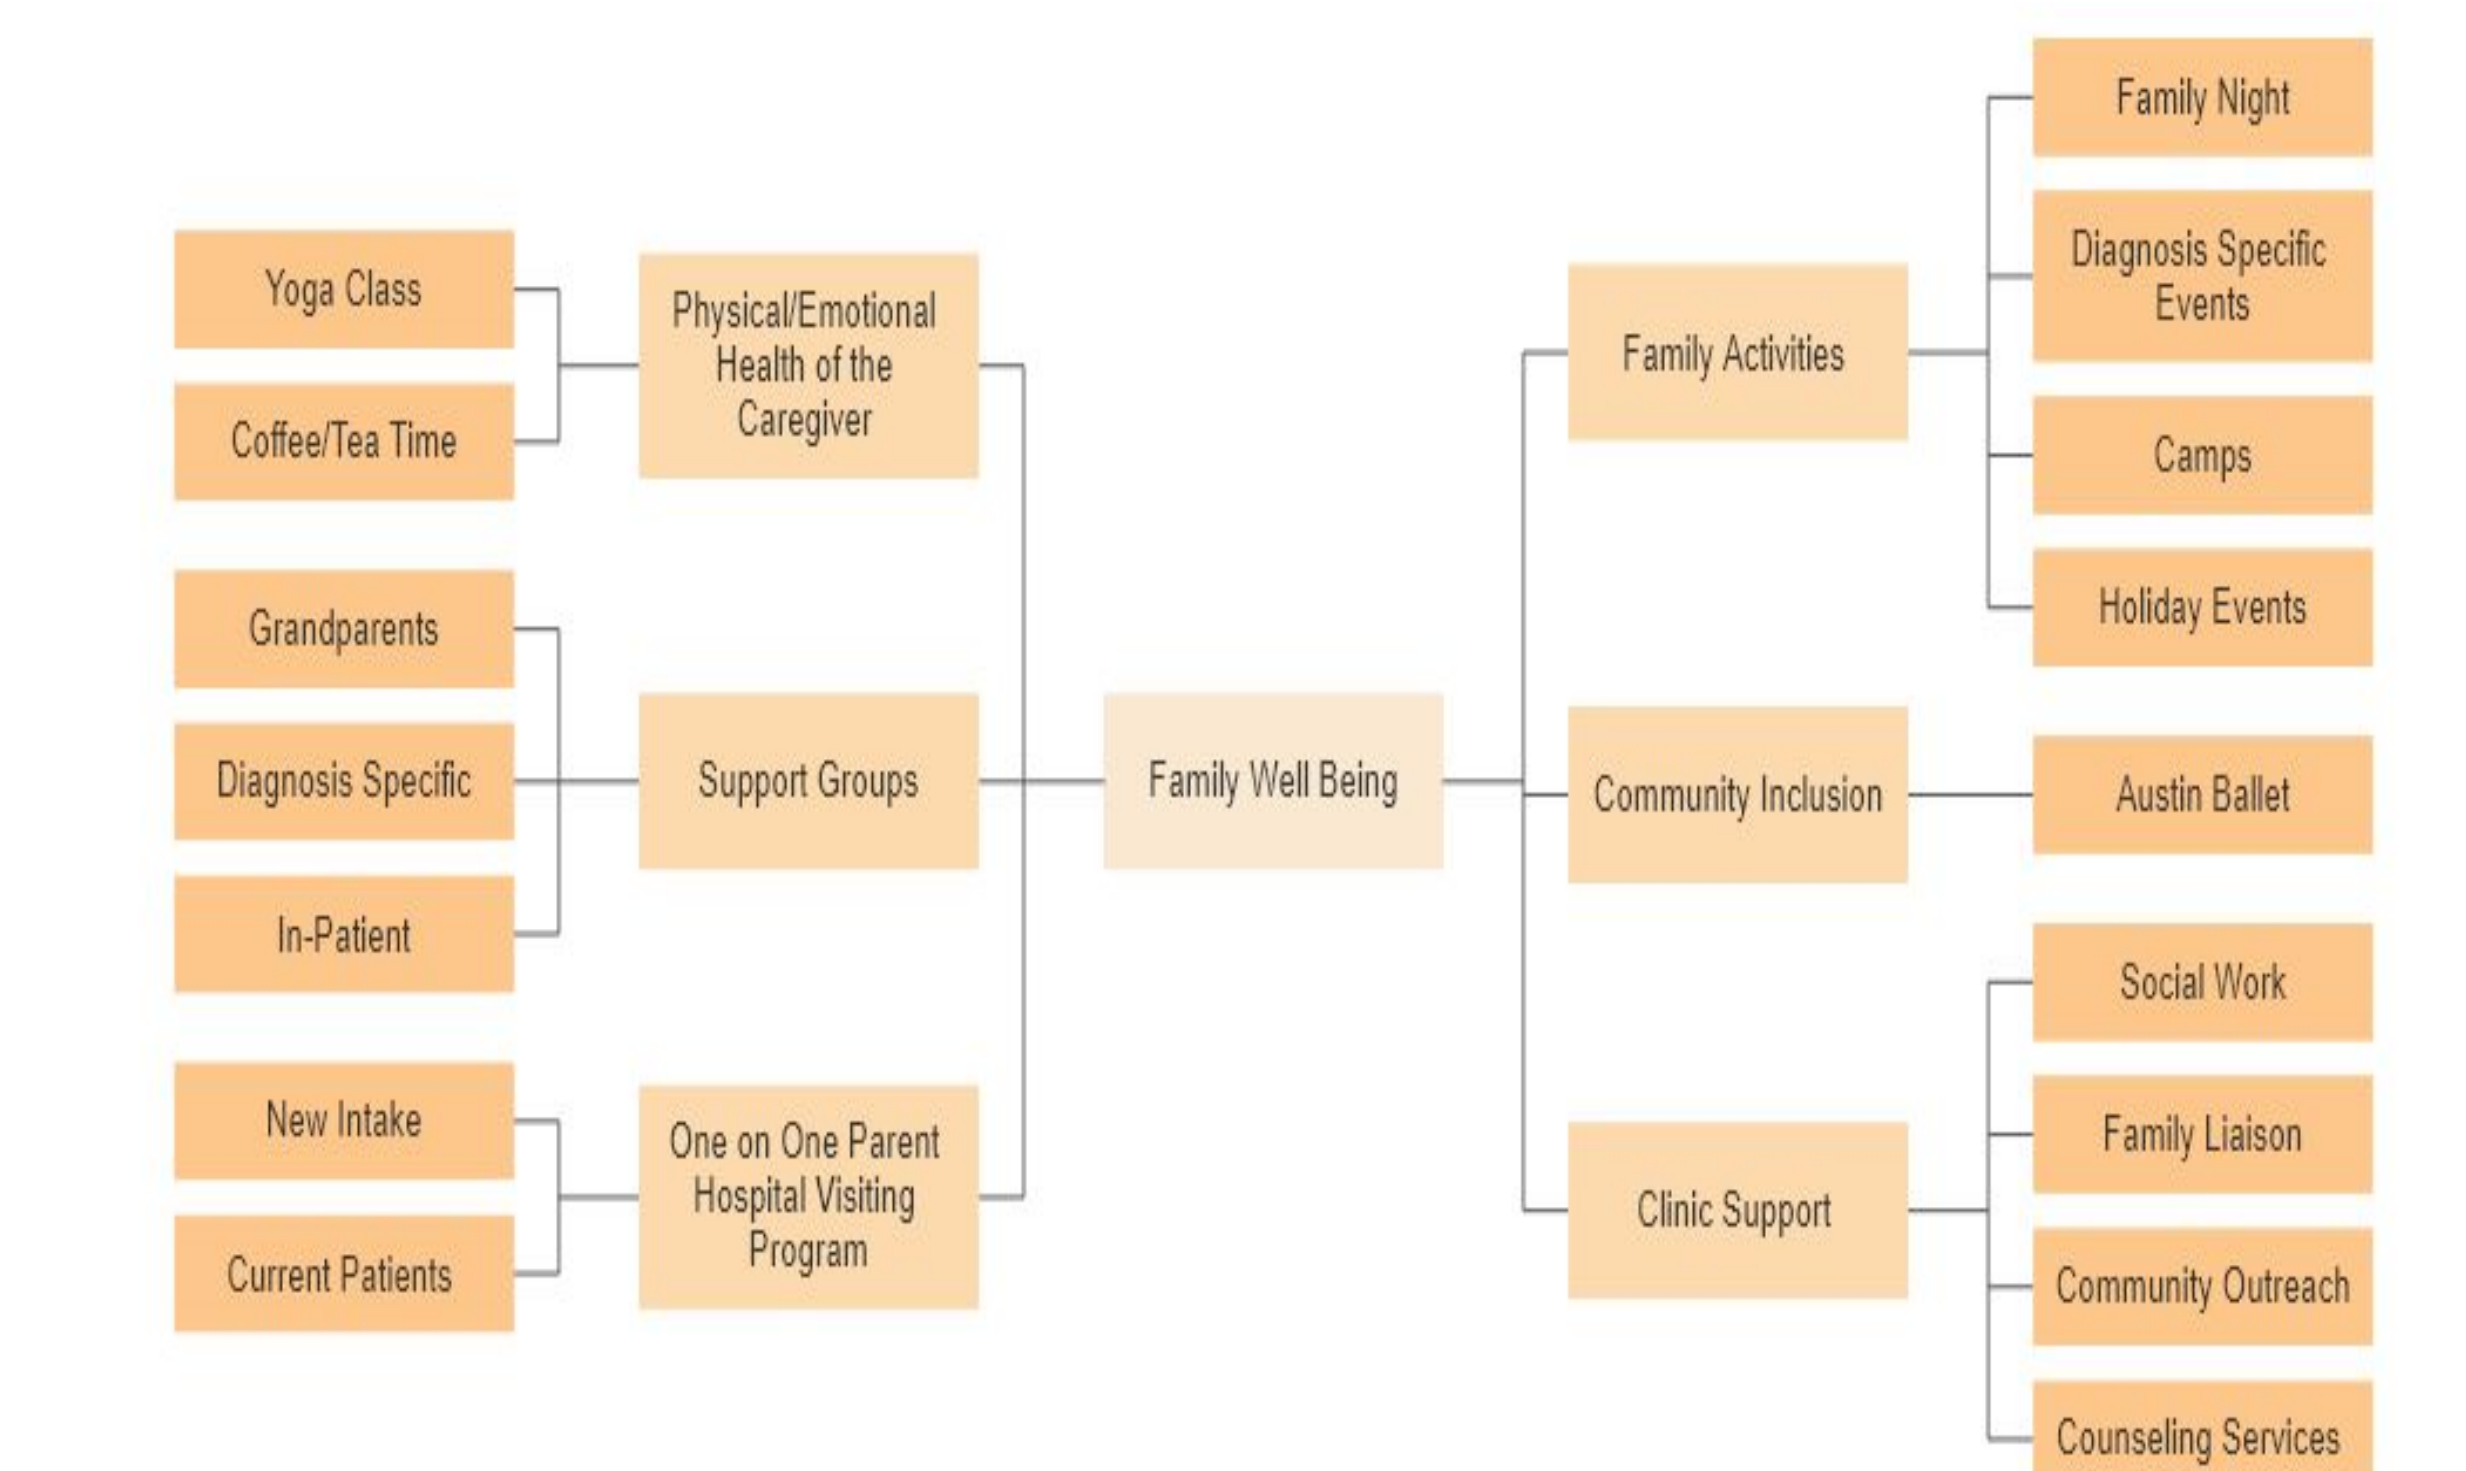 Yoga Class
Coffee/Tea Time
Physical/Emotional
Health of the
Caregiver
Grandparents
Diagnosis Specific
In-Patient
Support Groups
New Intake
Current Patients
One on One Parent
Hospital Visiting
Program
Family Well Being
Family Activities
Family Night
Diagnosis Specific
Events
Camps
Holiday Events
Community Inclusion
Austin Ballet
Clinic Support
Social Work
Family Liaison
Community Outreach
Counseling Services